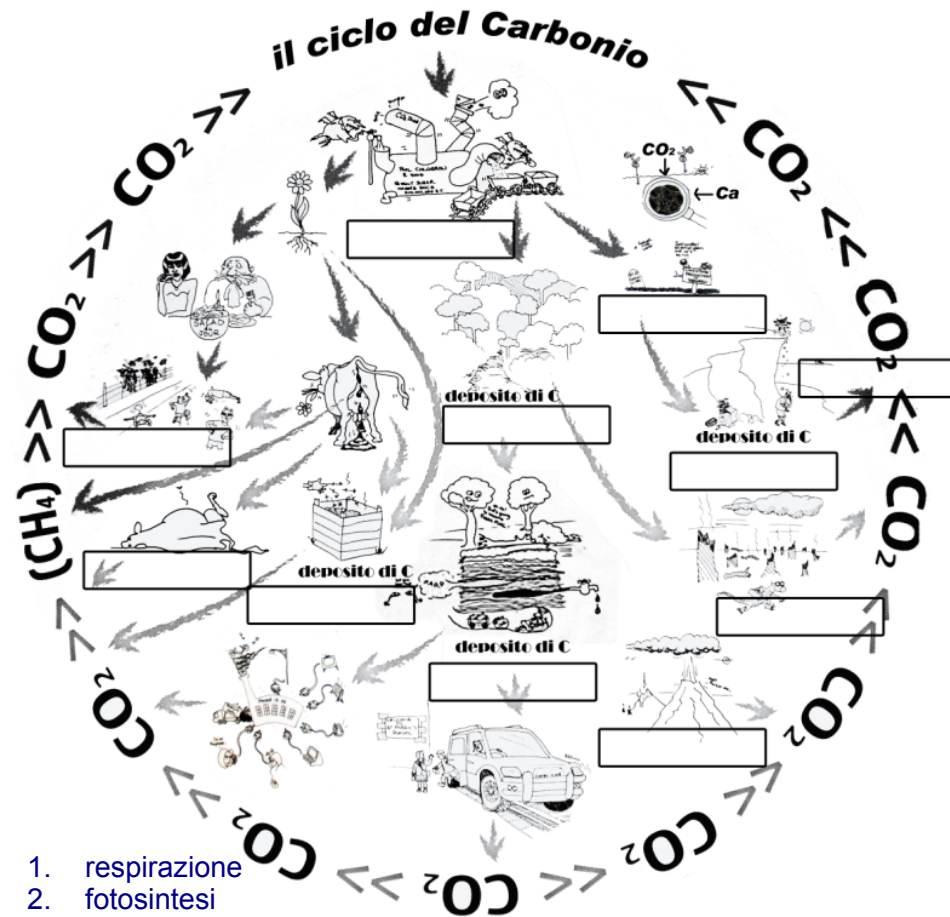 il ciclo del Carbonio
CO₂ >>
<< CO₂
CO₂ >>
CO₂
Ca
<< CO₂
deposito di C
deposito di C
(CH₄) >>
<< CO₂
deposito di C
deposito di C
CO₂
CO₂
CO₂
CO₂
CO₂
1. respirazione
2. fotosintesi